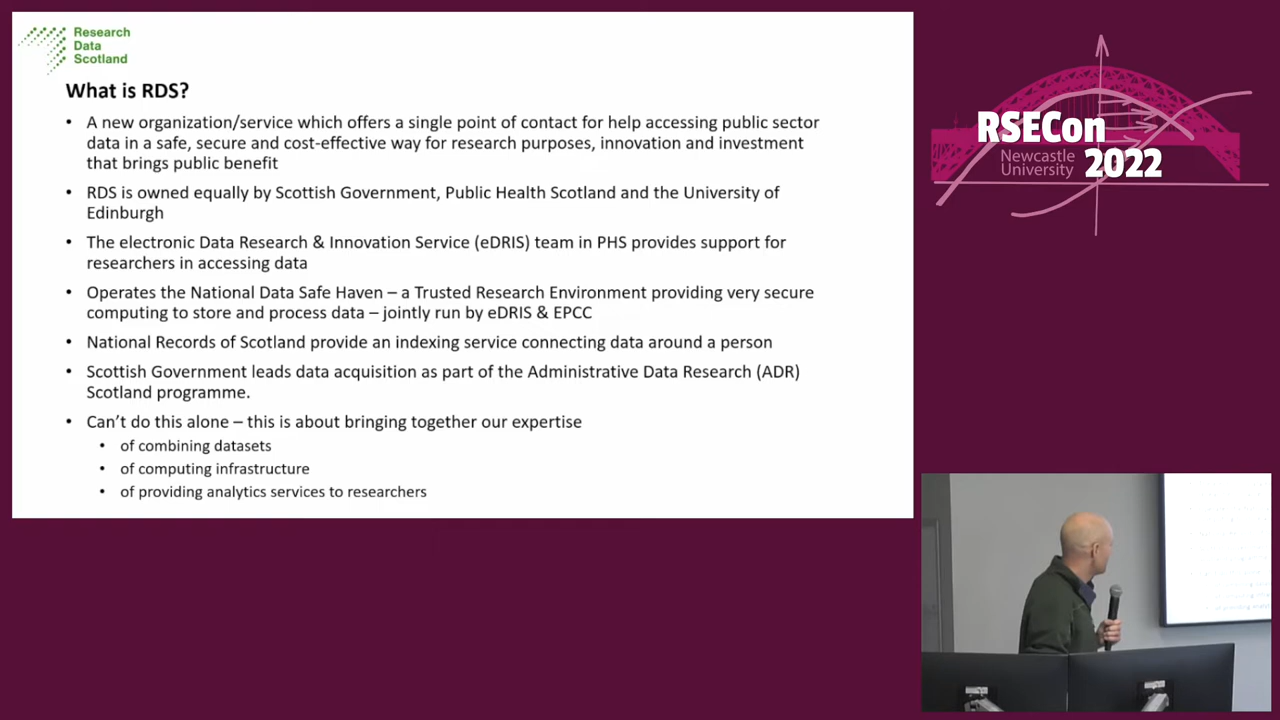 Research
Data
Scotland
What is RDS?
• A new organization/service which offers a single point of contact for help accessing public sector
data in a safe, secure and cost-effective way for research purposes, innovation and investment
that brings public benefit
• RDS is owned equally by Scottish Government, Public Health Scotland and the University of
Edinburgh
• The electronic Data Research & Innovation Service (eDRIS) team in PHS provides support for
researchers in accessing data
• Operates the National Data Safe Haven – a Trusted Research Environment providing very secure
computing to store and process data – jointly run by eDRIS & EPCC
• National Records of Scotland provide an indexing service connecting data around a person
• Scottish Government leads data acquisition as part of the Administrative Data Research (ADR)
Scotland programme.
• Can't do this alone – this is about bringing together our expertise
• of combining datasets
• of computing infrastructure
• of providing analytics services to researchers
RSECon
Newcastle
University
2022